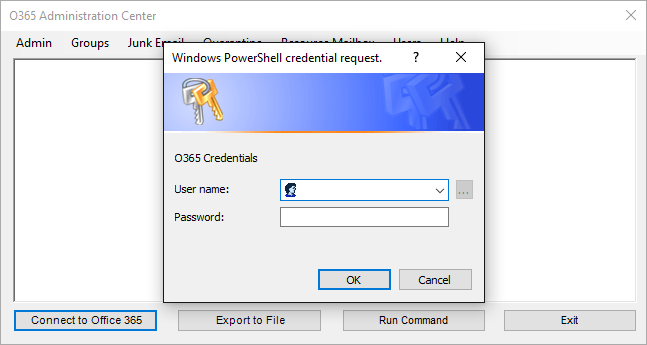 O365 Administration Center
Admin Groups Junk Email Quarantine Resource Mailbox Users Help
Windows PowerShell credential request. ?
O365 Credentials
User name:
...
Password:
OK Cancel
Connect to Office 365 Export to File Run Command Exit